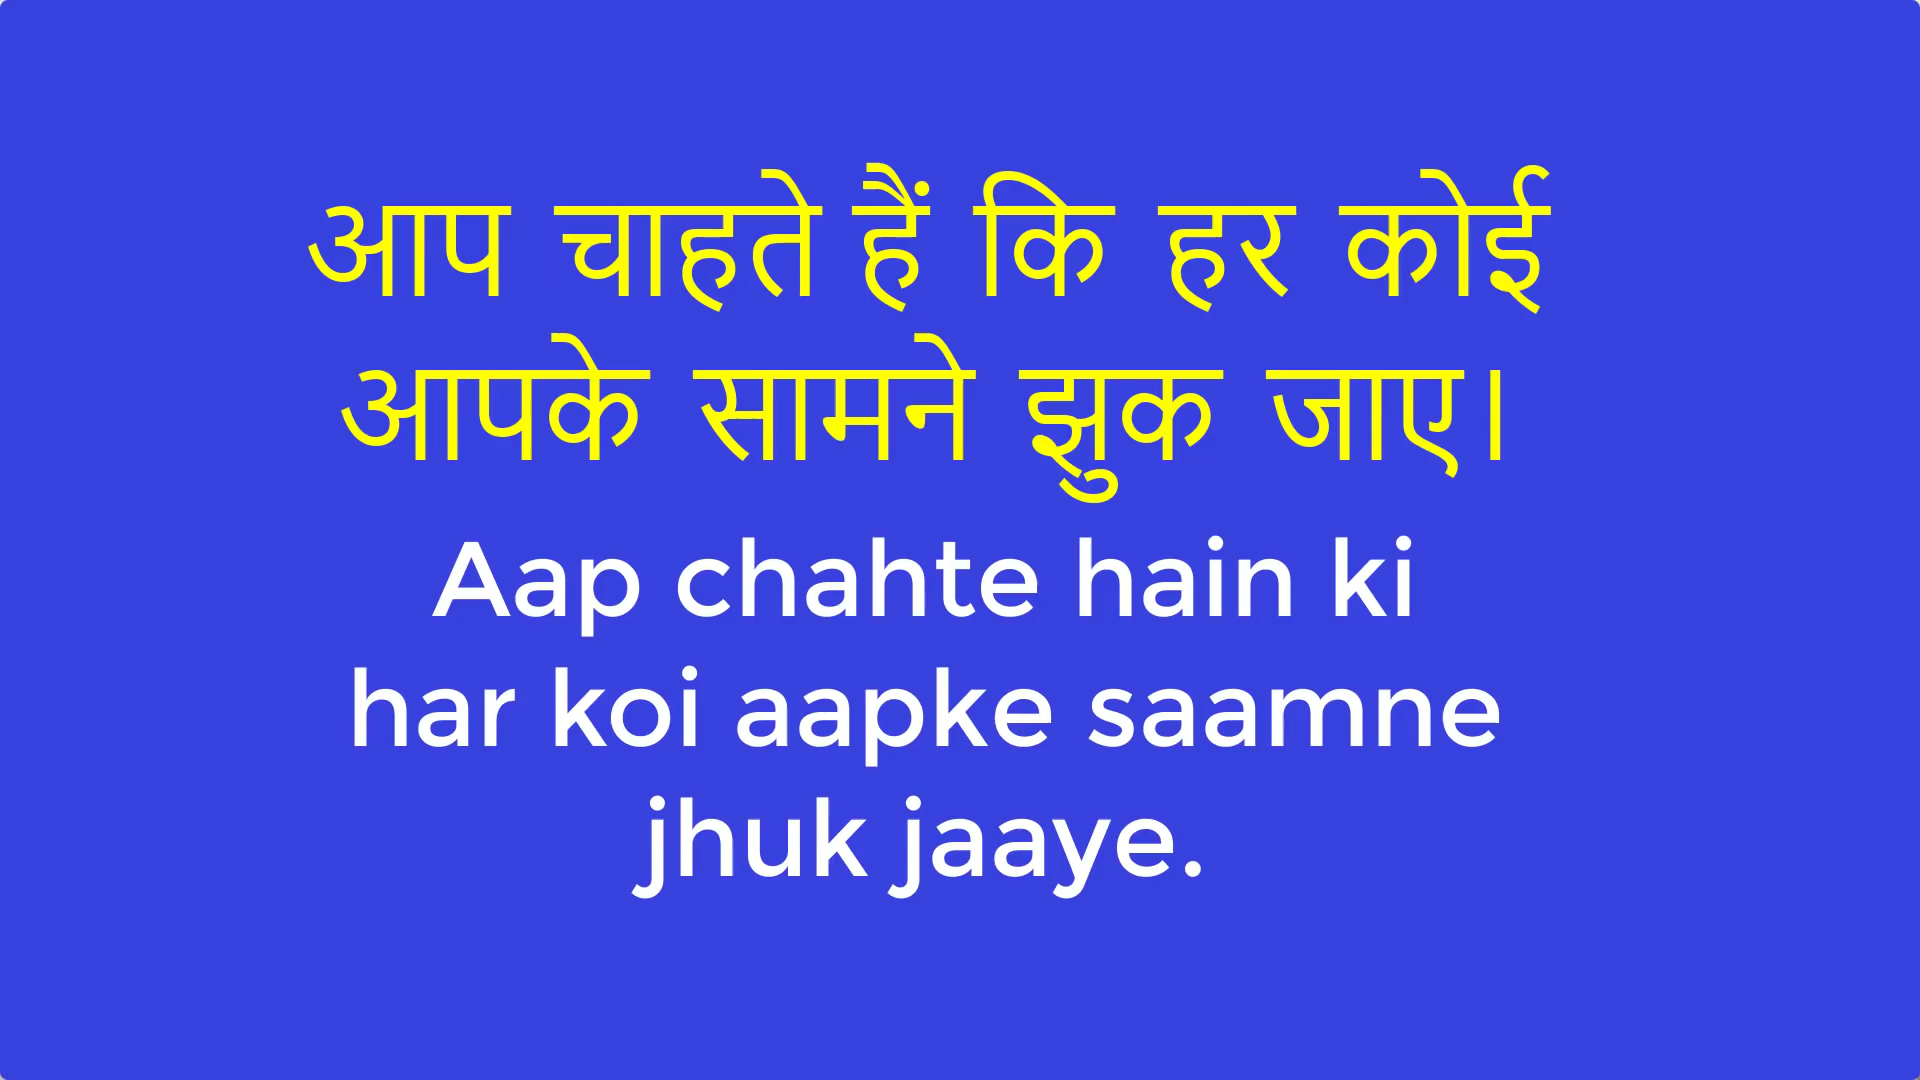 आप चाहते हैं कि हर कोई
आपके सामने झुक जाए।
Aap chahte hain ki
har koi aapke saamne
jhuk jaaye.